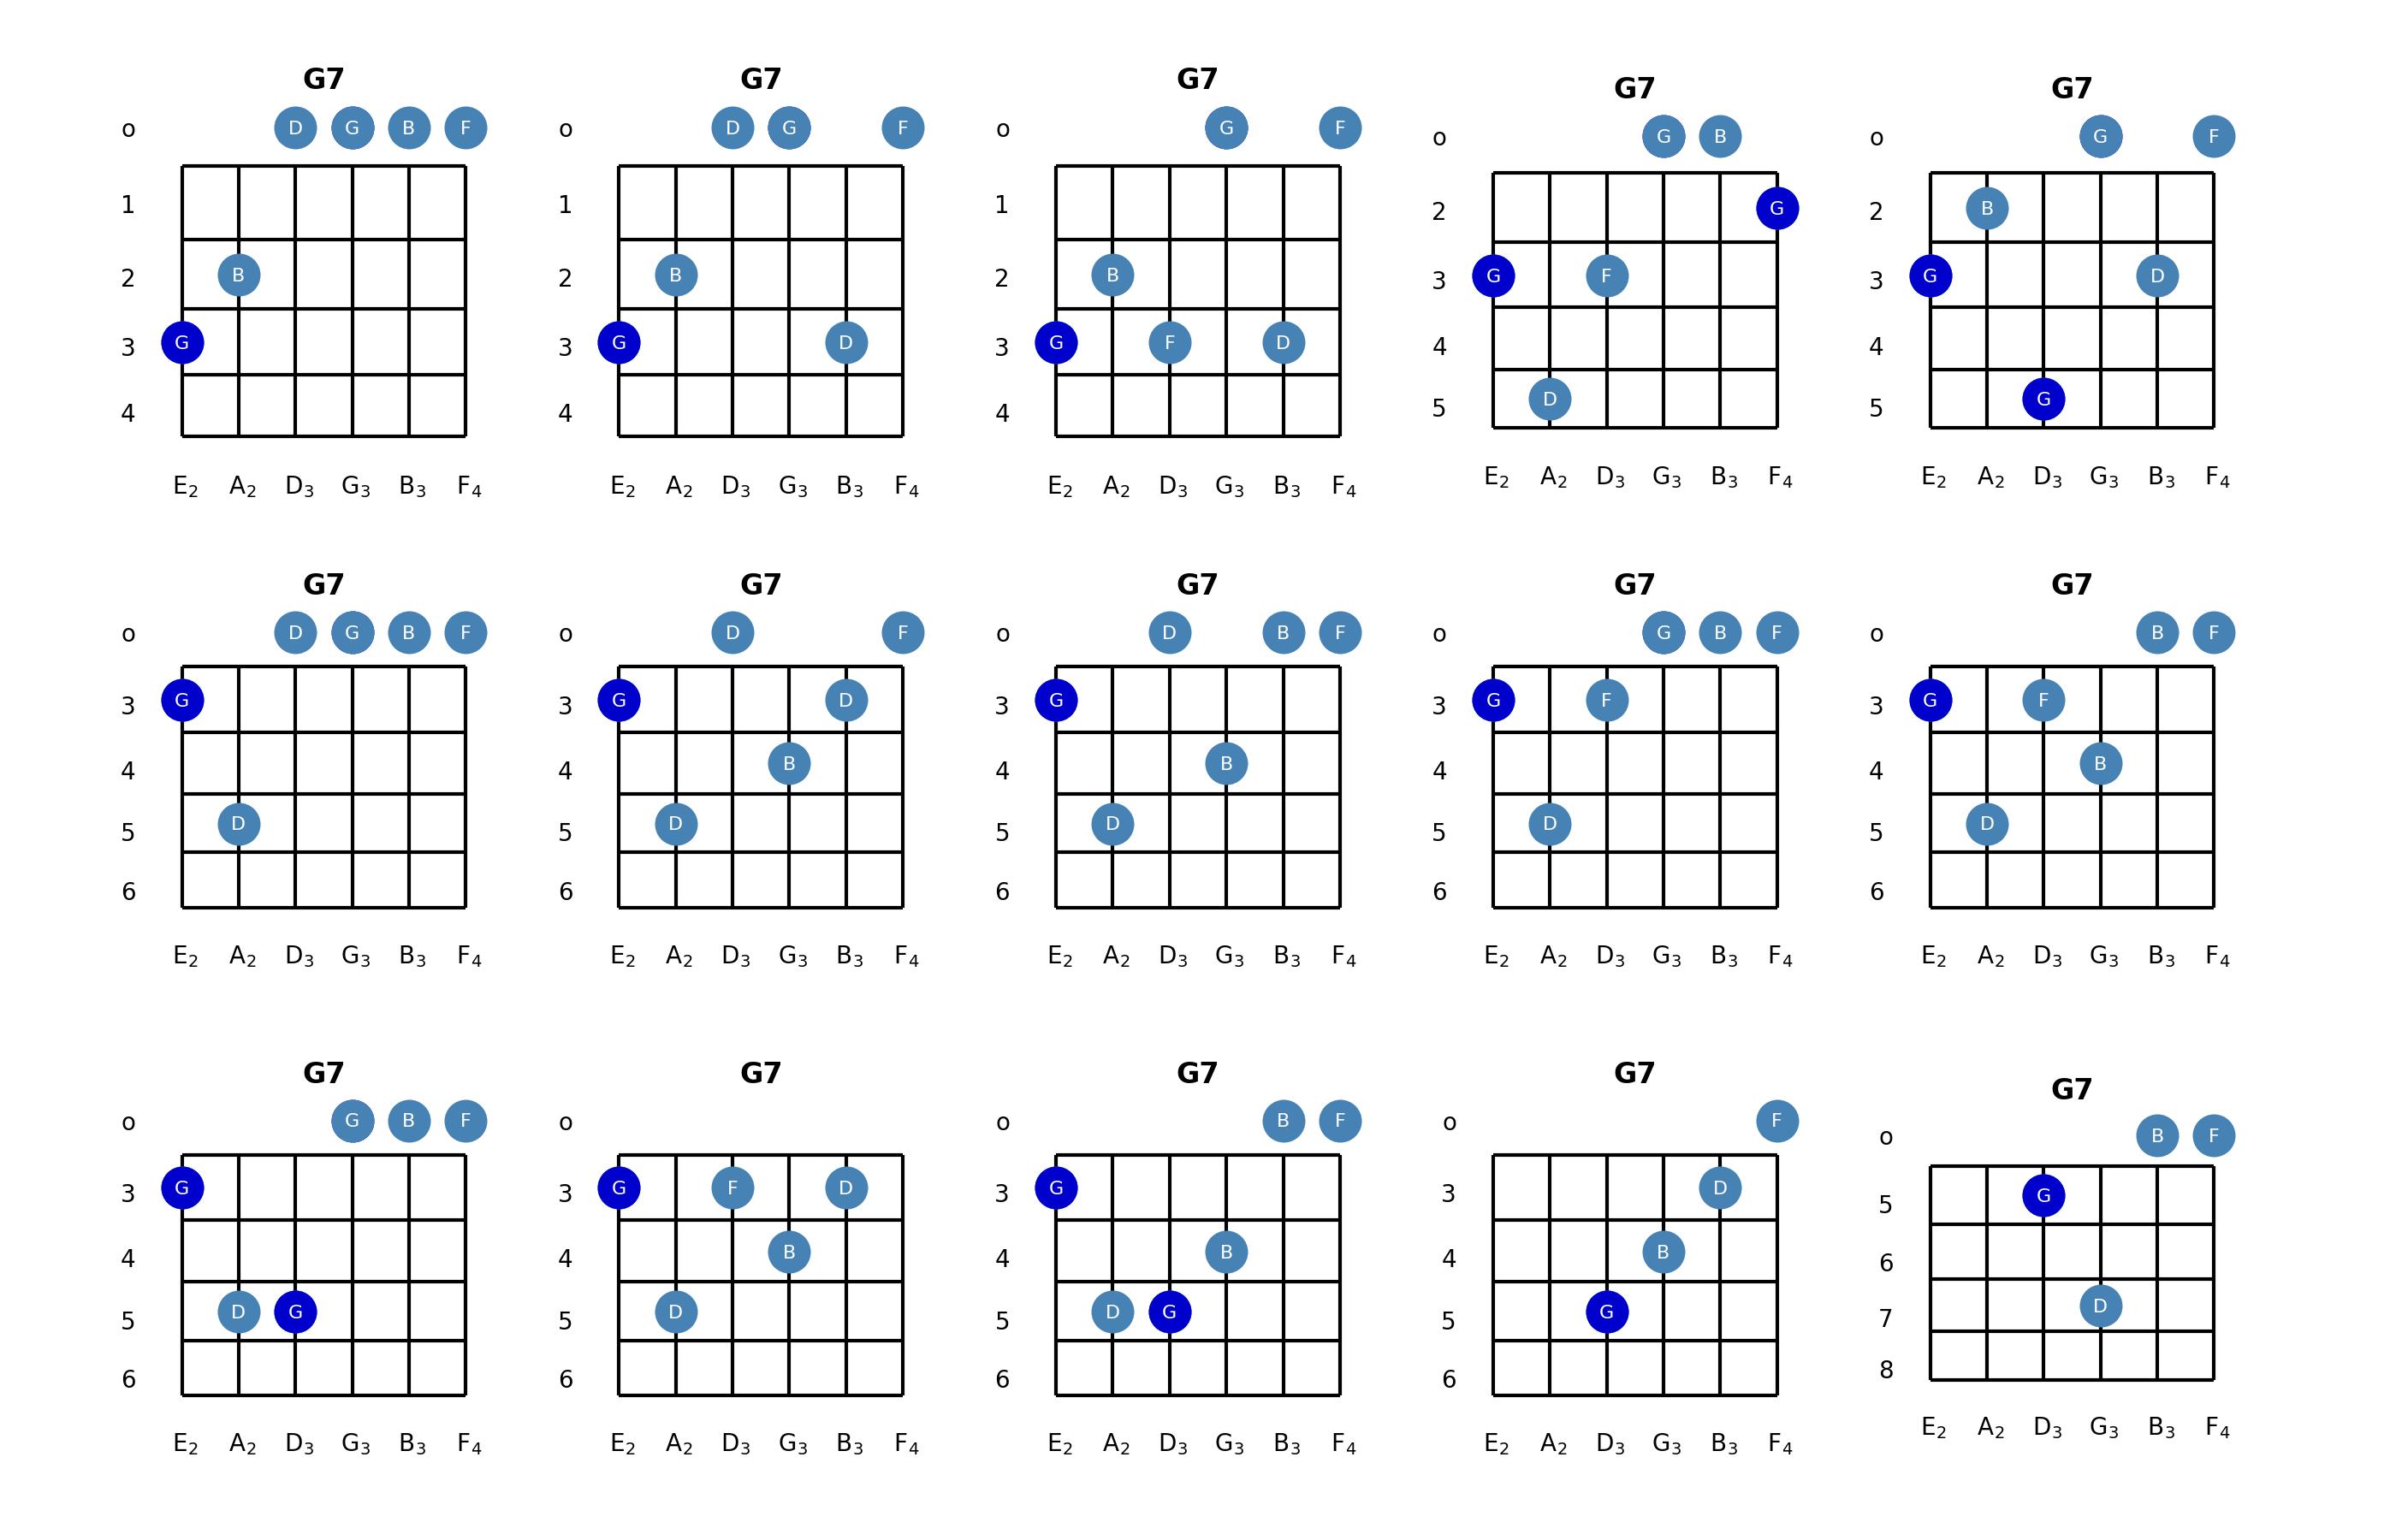 G7 G7 G7 G7 G7
o D G B F o D G F o G F o G B o G F
1 1 1 2 G 2 B
2 B 2 B 2 B 3 G F 3 G D
3 G 3 G D 3 G F D 4 4
4 4 4 5 D 5 G
E₂ A₂ D₃ G₃ B₃ F₄ E₂ A₂ D₃ G₃ B₃ F₄ E₂ A₂ D₃ G₃ B₃ F₄ E₂ A₂ D₃ G₃ B₃ F₄ E₂ A₂ D₃ G₃ B₃ F₄
G7 G7 G7 G7 G7
o D G B F o D F o D B F o G B F o B F
3 G 3 G D 3 G 3 G F 3 G F
4 4 B 4 B 4 4 B
5 D 5 D 5 D 5 D 5 D
6 6 6 6 6
E₂ A₂ D₃ G₃ B₃ F₄ E₂ A₂ D₃ G₃ B₃ F₄ E₂ A₂ D₃ G₃ B₃ F₄ E₂ A₂ D₃ G₃ B₃ F₄ E₂ A₂ D₃ G₃ B₃ F₄
G7 G7 G7 G7 G7
o G B F o o B F o F o B F
3 G 3 G F D 3 G 3 D 5 G
4 4 B 4 B 4 B 6
5 D G 5 D 5 D G 5 G 7 D
6 6 6 6 8
E₂ A₂ D₃ G₃ B₃ F₄ E₂ A₂ D₃ G₃ B₃ F₄ E₂ A₂ D₃ G₃ B₃ F₄ E₂ A₂ D₃ G₃ B₃ F₄ E₂ A₂ D₃ G₃ B₃ F₄